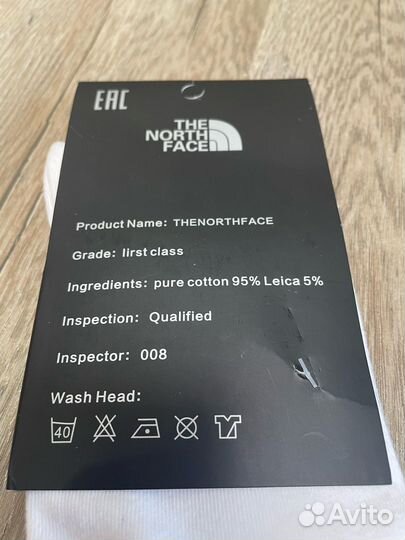 EAC
THE
NORTH
FACE
Product Name: THENORTHFACE
Grade: lirst class
Ingredients: pure cotton 95% Leica 5%
Inspection: Qualified
Inspector: 008
Wash Head:
40
Avito